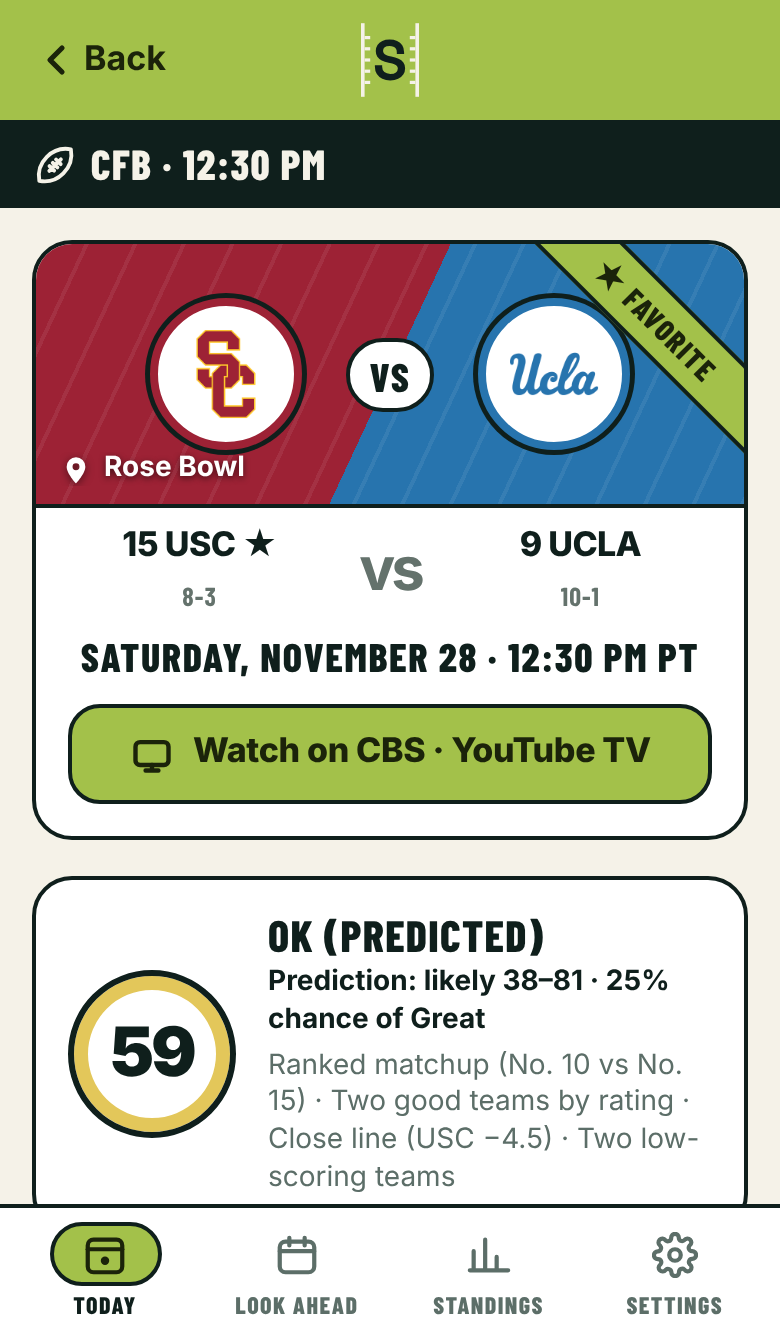 Back
S
CFB · 12:30 PM
★ FAVORITE
SC
VS
Ucla
Rose Bowl
15 USC ★
VS
9 UCLA
8-3
10-1
SATURDAY, NOVEMBER 28 · 12:30 PM PT
Watch on CBS · YouTube TV
OK (PREDICTED)
Prediction: likely 38–81 · 25%
chance of Great
59
Ranked matchup (No. 10 vs No.
15) · Two good teams by rating ·
Close line (USC −4.5) · Two low-
scoring teams
TODAY
LOOK AHEAD
STANDINGS
SETTINGS